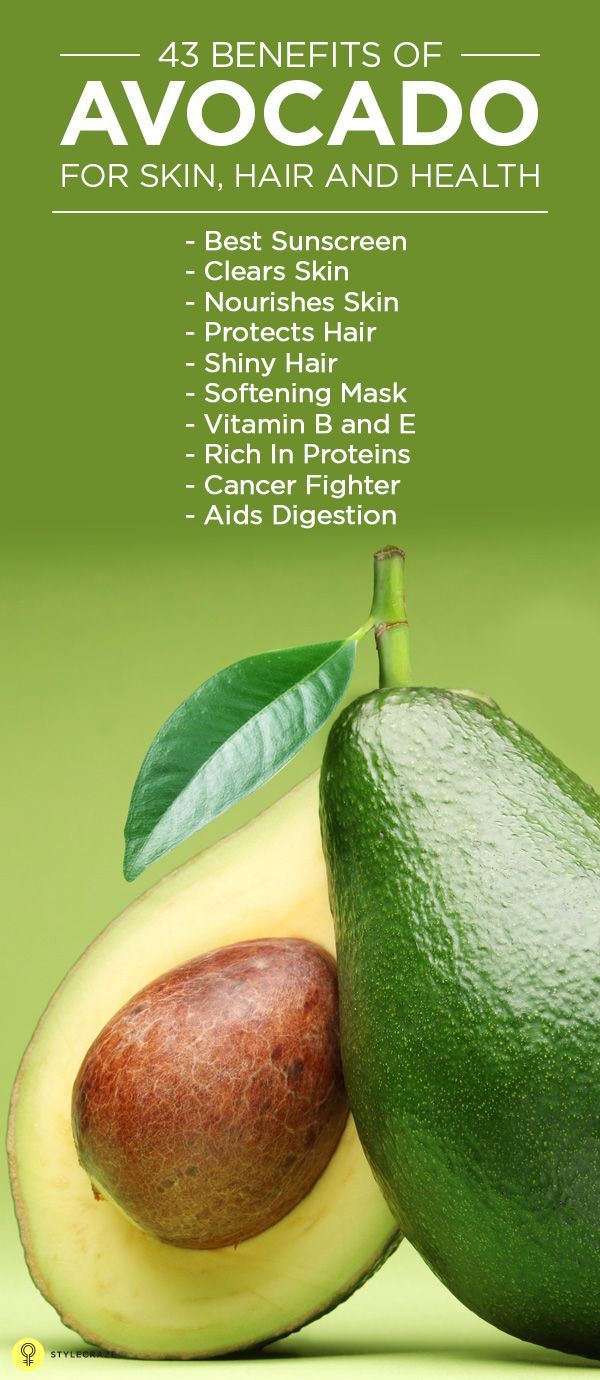 43 BENEFITS OF
AVOCADO
FOR SKIN, HAIR AND HEALTH
- Best Sunscreen
- Clears Skin
- Nourishes Skin
- Protects Hair
- Shiny Hair
- Softening Mask
- Vitamin B and E
- Rich In Proteins
- Cancer Fighter
- Aids Digestion
STYLECRAZE